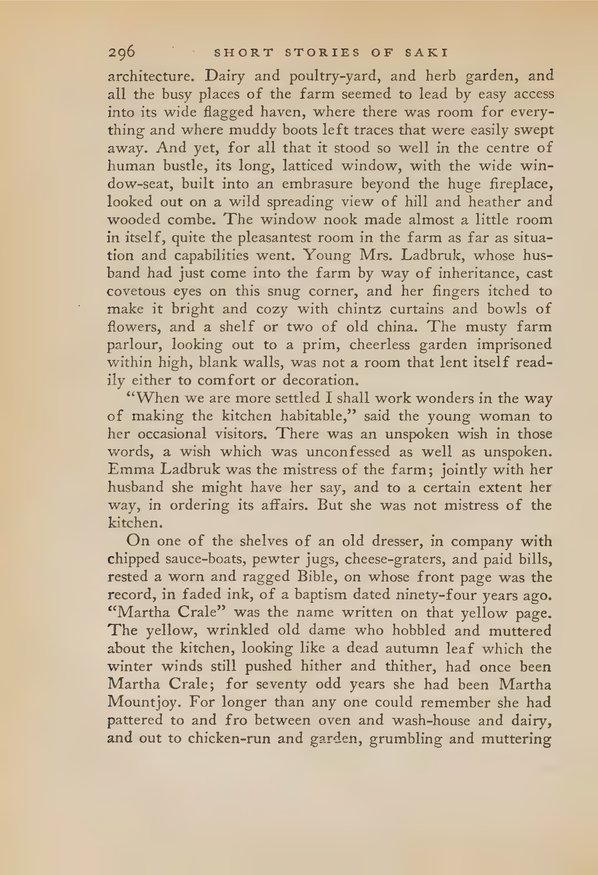 296 SHORT STORIES OF SAKI
architecture. Dairy and poultry-yard, and herb garden, and
all the busy places of the farm seemed to lead by easy access
into its wide flagged haven, where there was room for every-
thing and where muddy boots left traces that were easily swept
away. And yet, for all that it stood so well in the centre of
human bustle, its long, latticed window, with the wide win-
dow-seat, built into an embrasure beyond the huge fireplace,
looked out on a wild spreading view of hill and heather and
wooded combe. The window nook made almost a little room
in itself, quite the pleasantest room in the farm as far as situa-
tion and capabilities went. Young Mrs. Ladbruk, whose hus-
band had just come into the farm by way of inheritance, cast
covetous eyes on this snug corner, and her fingers itched to
make it bright and cozy with chintz curtains and bowls of
flowers, and a shelf or two of old china. The musty farm
parlour, looking out to a prim, cheerless garden imprisoned
within high, blank walls, was not a room that lent itself read-
ily either to comfort or decoration.
“When we are more settled I shall work wonders in the way
of making the kitchen habitable,” said the young woman to
her occasional visitors. There was an unspoken wish in those
words, a wish which was unconfessed as well as unspoken.
Emma Ladbruk was the mistress of the farm; jointly with her
husband she might have her say, and to a certain extent her
way, in ordering its affairs. But she was not mistress of the
kitchen.
On one of the shelves of an old dresser, in company with
chipped sauce-boats, pewter jugs, cheese-graters, and paid bills,
rested a worn and ragged Bible, on whose front page was the
record, in faded ink, of a baptism dated ninety-four years ago.
“Martha Crale” was the name written on that yellow page.
The yellow, wrinkled old dame who hobbled and muttered
about the kitchen, looking like a dead autumn leaf which the
winter winds still pushed hither and thither, had once been
Martha Crale; for seventy odd years she had been Martha
Mountjoy. For longer than any one could remember she had
pattered to and fro between oven and wash-house and dairy,
and out to chicken-run and garden, grumbling and muttering